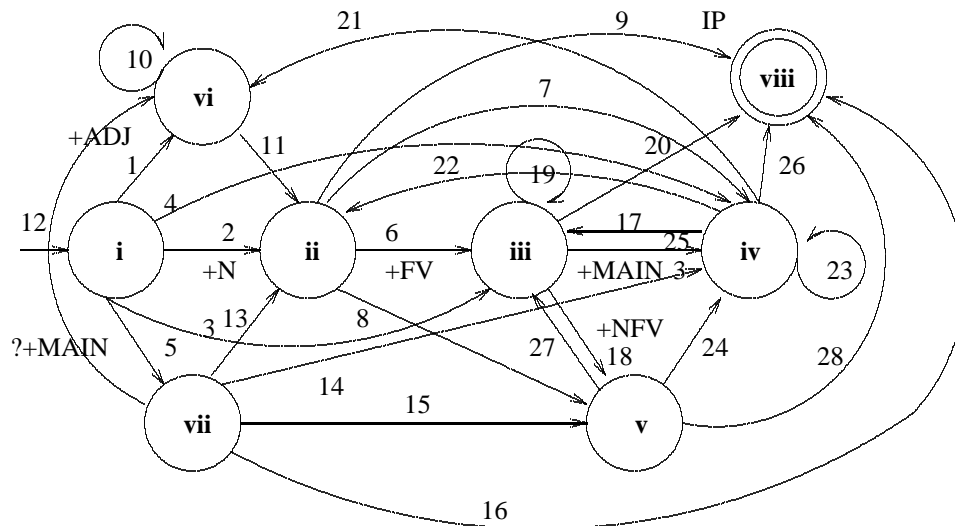 21 9 IP
10
vi viii
7
+ADJ 11
1 22 19 20 26
4
12 17
2 6 25
i ii iii iv
+N +FV +MAIN 3 23
3 13 8 +NFV
?+MAIN 5 27 18 24 28
14
15
vii v
16